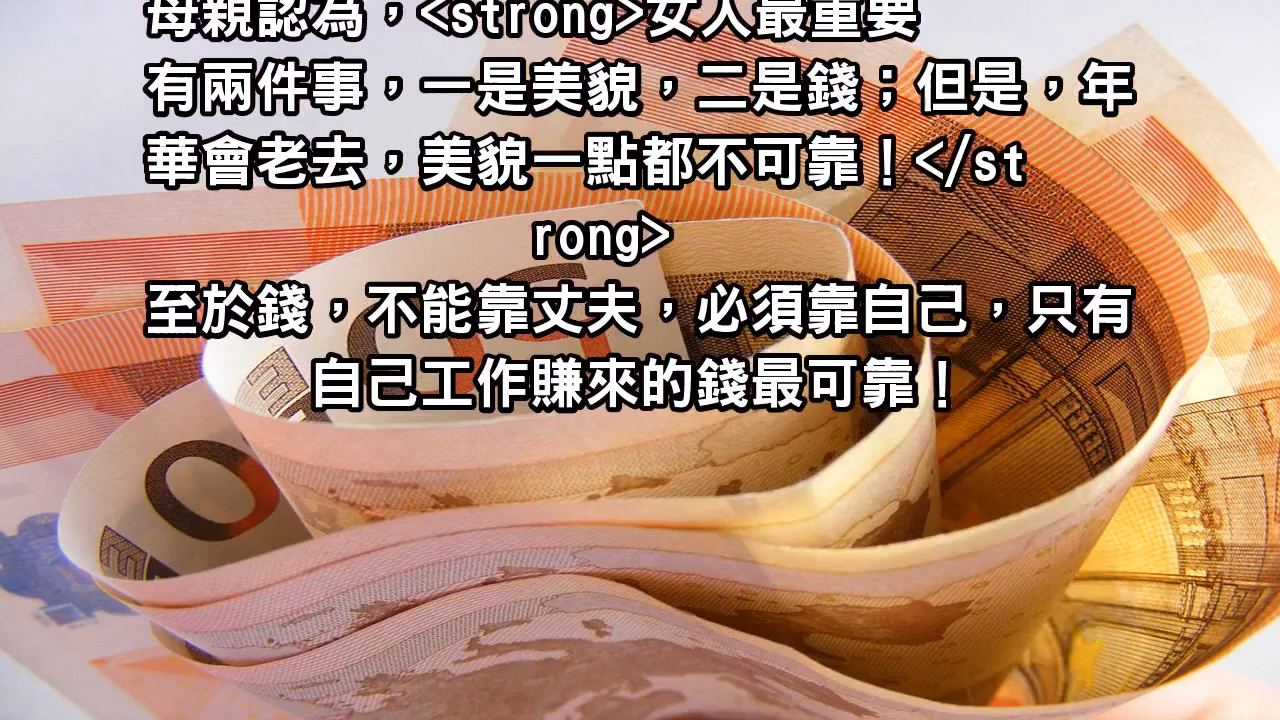 母親認為，<strong>女人最重要
有兩件事，一是美貌，二是錢；但是，年
華會老去，美貌一點都不可靠！</st
rong>
至於錢，不能靠丈夫，必須靠自己，只有
自己工作賺來的錢最可靠！